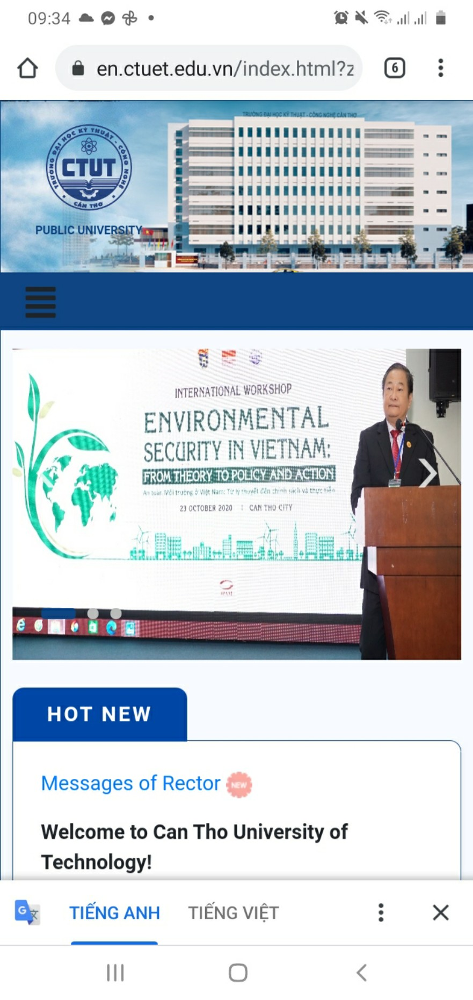 09:34
en.ctuet.edu.vn/index.html?z
6
TRƯỜNG ĐẠI HỌC KỸ THUẬT - CÔNG NGHỆ CẦN THƠ
TRƯỜNG ĐẠI HỌC KỸ THUẬT - CÔNG NGHỆ
CTUT
CẦN THƠ
PUBLIC UNIVERSITY
INTERNATIONAL WORKSHOP
ENVIRONMENTAL
SECURITY IN VIETNAM:
FROM THEORY TO POLICY AND ACTION
An toàn Môi trường ở Việt Nam: Từ lý thuyết đến chính sách và thực tiễn
23 OCTOBER 2020 | CAN THO CITY
IPAM
HOT NEW
Messages of Rector NEW
Welcome to Can Tho University of
Technology!
G 文
TIẾNG ANH TIẾNG VIỆT